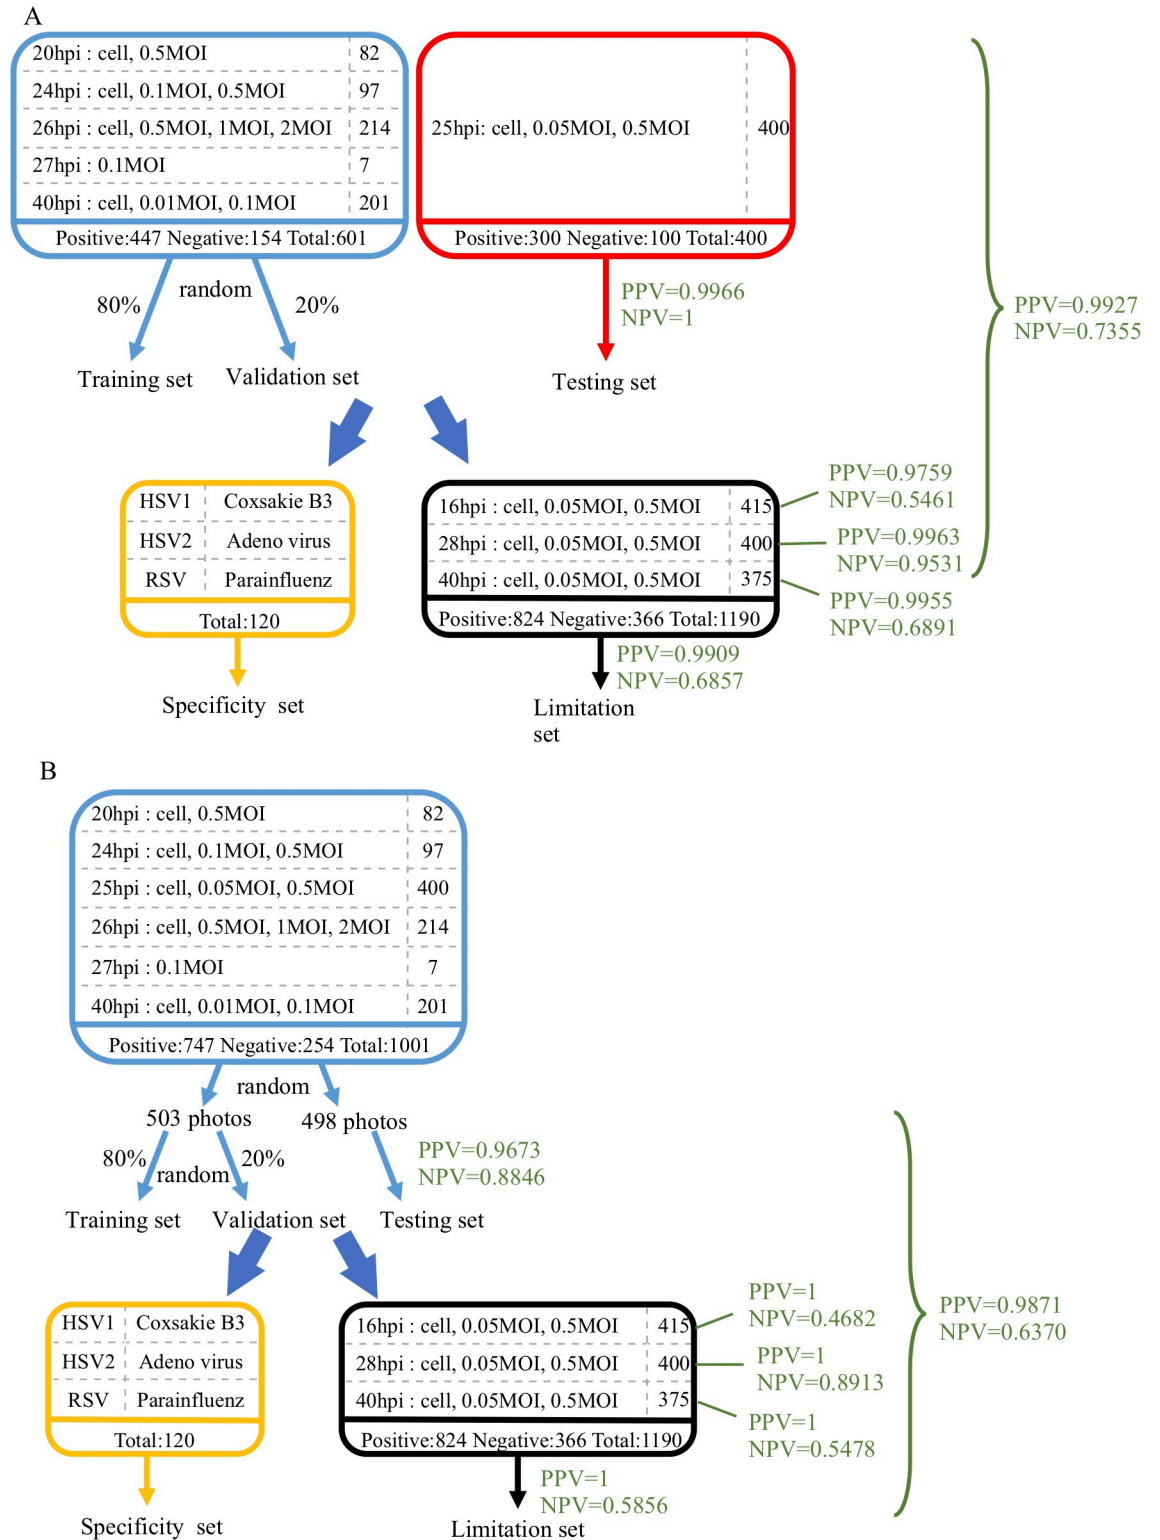 A
20hpi : cell, 0.5MOI 82
24hpi : cell, 0.1MOI, 0.5MOI 97
26hpi : cell, 0.5MOI, 1MOI, 2MOI 214
27hpi : 0.1MOI 7
40hpi : cell, 0.01MOI, 0.1MOI 201
Positive:447 Negative:154 Total:601
25hpi: cell, 0.05MOI, 0.5MOI 400
Positive:300 Negative:100 Total:400
80% random 20%
Training set
Validation set
PPV=0.9966
NPV=1
Testing set
PPV=0.9927
NPV=0.7355
HSV1 Coxsakie B3
HSV2 Adeno virus
RSV Parainfluenz
Total:120
Specificity set
16hpi : cell, 0.05MOI, 0.5MOI 415
28hpi : cell, 0.05MOI, 0.5MOI 400
40hpi : cell, 0.05MOI, 0.5MOI 375
Positive:824 Negative:366 Total:1190
PPV=0.9759
NPV=0.5461
PPV=0.9963
NPV=0.9531
PPV=0.9955
NPV=0.6891
PPV=0.9909
NPV=0.6857
Limitation
set
B
20hpi : cell, 0.5MOI 82
24hpi : cell, 0.1MOI, 0.5MOI 97
25hpi : cell, 0.05MOI, 0.5MOI 400
26hpi : cell, 0.5MOI, 1MOI, 2MOI 214
27hpi : 0.1MOI 7
40hpi : cell, 0.01MOI, 0.1MOI 201
Positive:747 Negative:254 Total:1001
random
503 photos
498 photos
80% random 20%
PPV=0.9673
NPV=0.8846
Training set
Validation set
Testing set
HSV1 Coxsakie B3
HSV2 Adeno virus
RSV Parainfluenz
Total:120
Specificity set
16hpi : cell, 0.05MOI, 0.5MOI 415
28hpi : cell, 0.05MOI, 0.5MOI 400
40hpi : cell, 0.05MOI, 0.5MOI 375
Positive:824 Negative:366 Total:1190
PPV=1
NPV=0.4682
PPV=1
NPV=0.8913
PPV=1
NPV=0.5478
PPV=0.9871
NPV=0.6370
PPV=1
NPV=0.5856
Limitation set